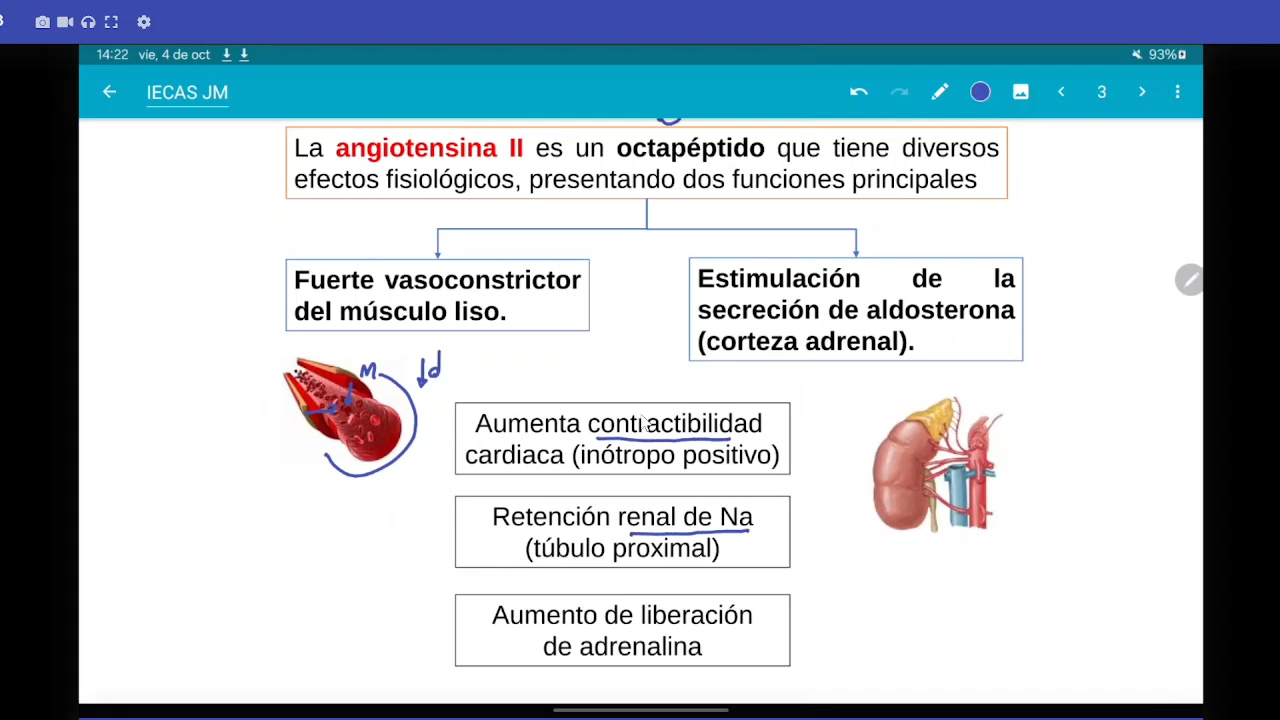 14:22 vie, 4 de oct 93%
IECAS JM 3
La angiotensina II es un octapéptido que tiene diversos
efectos fisiológicos, presentando dos funciones principales
Fuerte vasoconstrictor
del músculo liso.
Estimulación de la
secreción de aldosterona
(corteza adrenal).
M ↓d
Aumenta contractibilidad
cardiaca (inótropo positivo)
Retención renal de Na
(túbulo proximal)
Aumento de liberación
de adrenalina